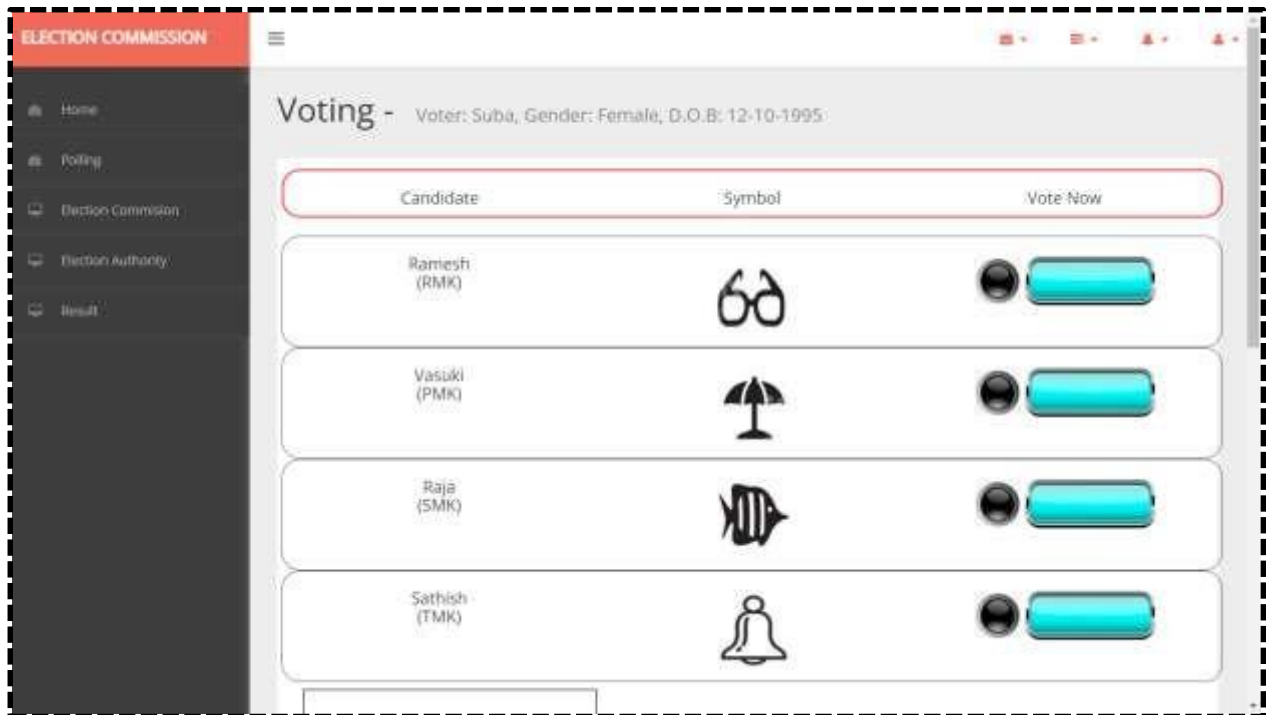 ELECTION COMMISSION
Home
Polling
Election Commision
Election Authority
Result
Voting - Voter: Suba, Gender: Female, D.O.B: 12-10-1995
Candidate Symbol Vote Now
Ramesh
(RMK)
Vasuki
(PMK)
Raja
(SMK)
Sathish
(TMK)